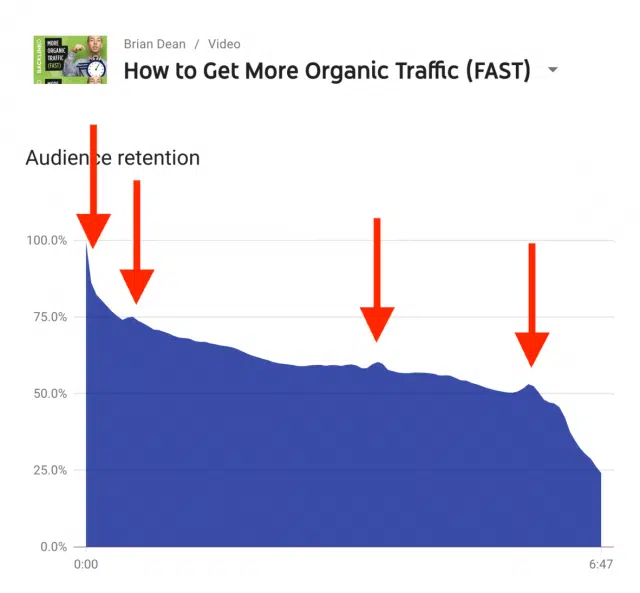 Brian Dean / Video
BACKLINKO
MORE
ORGANIC
TRAFFIC
(FAST)
How to Get More Organic Traffic (FAST)
Audience retention
100.0%
75.0%
50.0%
25.0%
0.0%
0:00 6:47